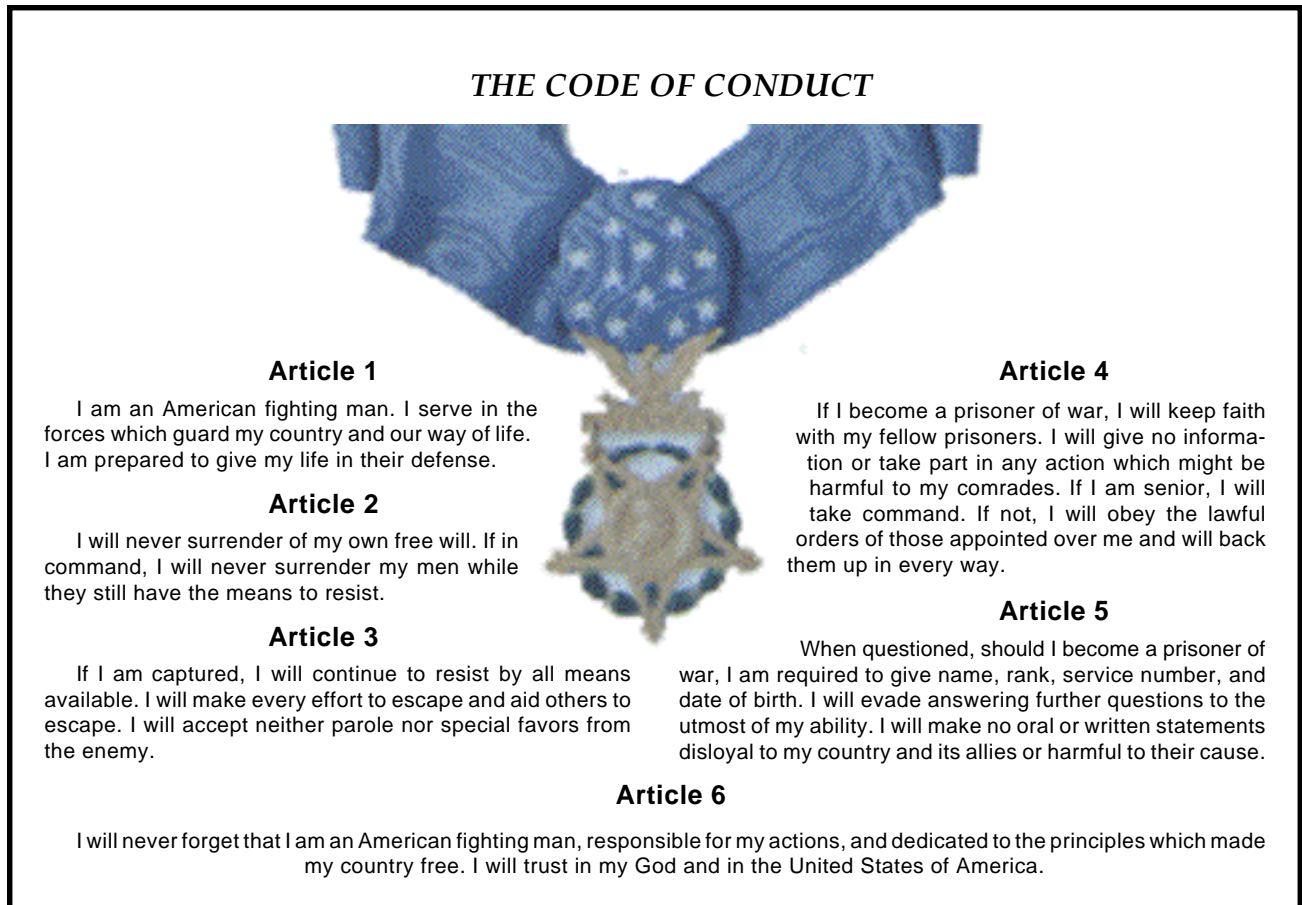 THE CODE OF CONDUCT
Article 1
I am an American fighting man. I serve in the
forces which guard my country and our way of life.
I am prepared to give my life in their defense.
Article 2
I will never surrender of my own free will. If in
command, I will never surrender my men while
they still have the means to resist.
Article 3
If I am captured, I will continue to resist by all means
available. I will make every effort to escape and aid others to
escape. I will accept neither parole nor special favors from
the enemy.
Article 4
If I become a prisoner of war, I will keep faith
with my fellow prisoners. I will give no informa-
tion or take part in any action which might be
harmful to my comrades. If I am senior, I will
take command. If not, I will obey the lawful
orders of those appointed over me and will back
them up in every way.
Article 5
When questioned, should I become a prisoner of
war, I am required to give name, rank, service number, and
date of birth. I will evade answering further questions to the
utmost of my ability. I will make no oral or written statements
disloyal to my country and its allies or harmful to their cause.
Article 6
I will never forget that I am an American fighting man, responsible for my actions, and dedicated to the principles which made
my country free. I will trust in my God and in the United States of America.